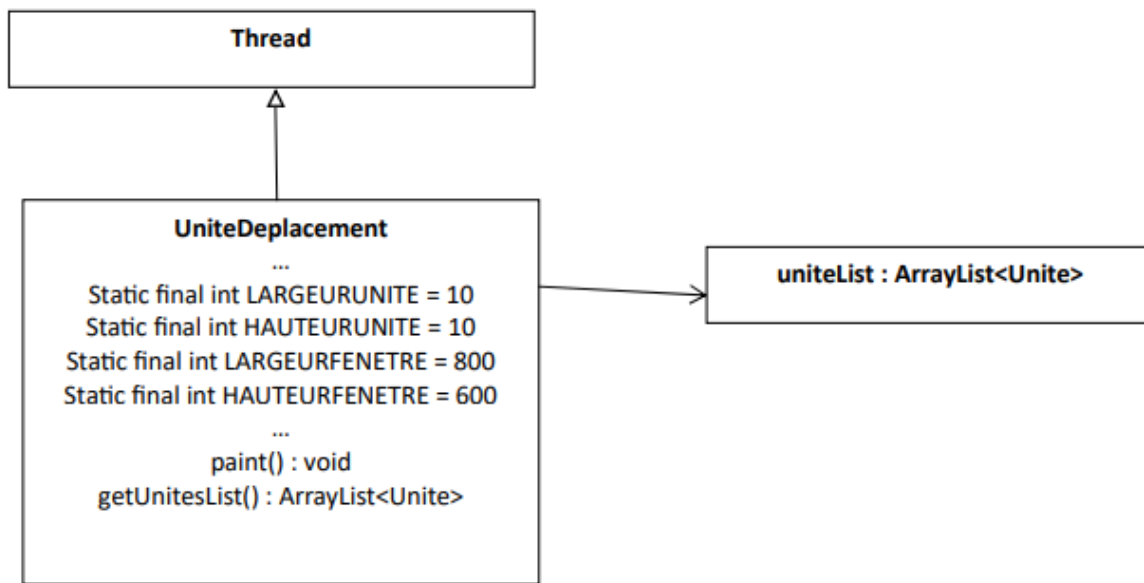 Thread
UniteDeplacement
...
Static final int LARGEURUNITE = 10
Static final int HAUTEURUNITE = 10
Static final int LARGEURFENETRE = 800
Static final int HAUTEURFENETRE = 600
...
paint() : void
getUnitesList() : ArrayList<Unite>
uniteList : ArrayList<Unite>